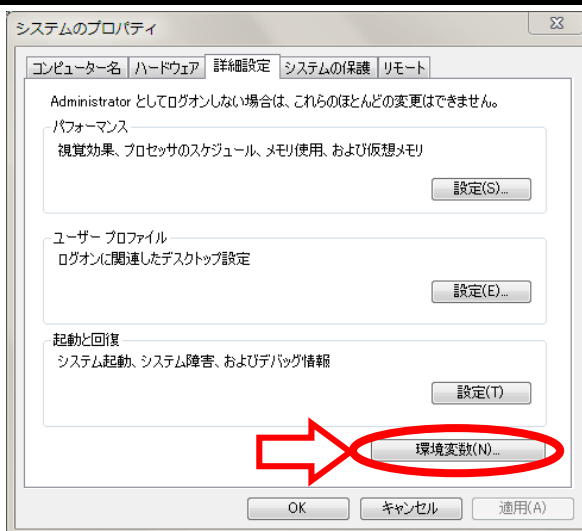 システムのプロパティ
コンピューター名 ハードウェア 詳細設定 システムの保護 リモート
Administrator としてログオンしない場合は、これらのほとんどの変更はできません。
パフォーマンス
視覚効果、プロセッサのスケジュール、メモリ使用、および仮想メモリ
設定(S)...
ユーザー プロファイル
ログオンに関連したデスクトップ設定
設定(E)...
起動と回復
システム起動、システム障害、およびデバッグ情報
設定(T)
環境変数(N)...
OK キャンセル 適用(A)